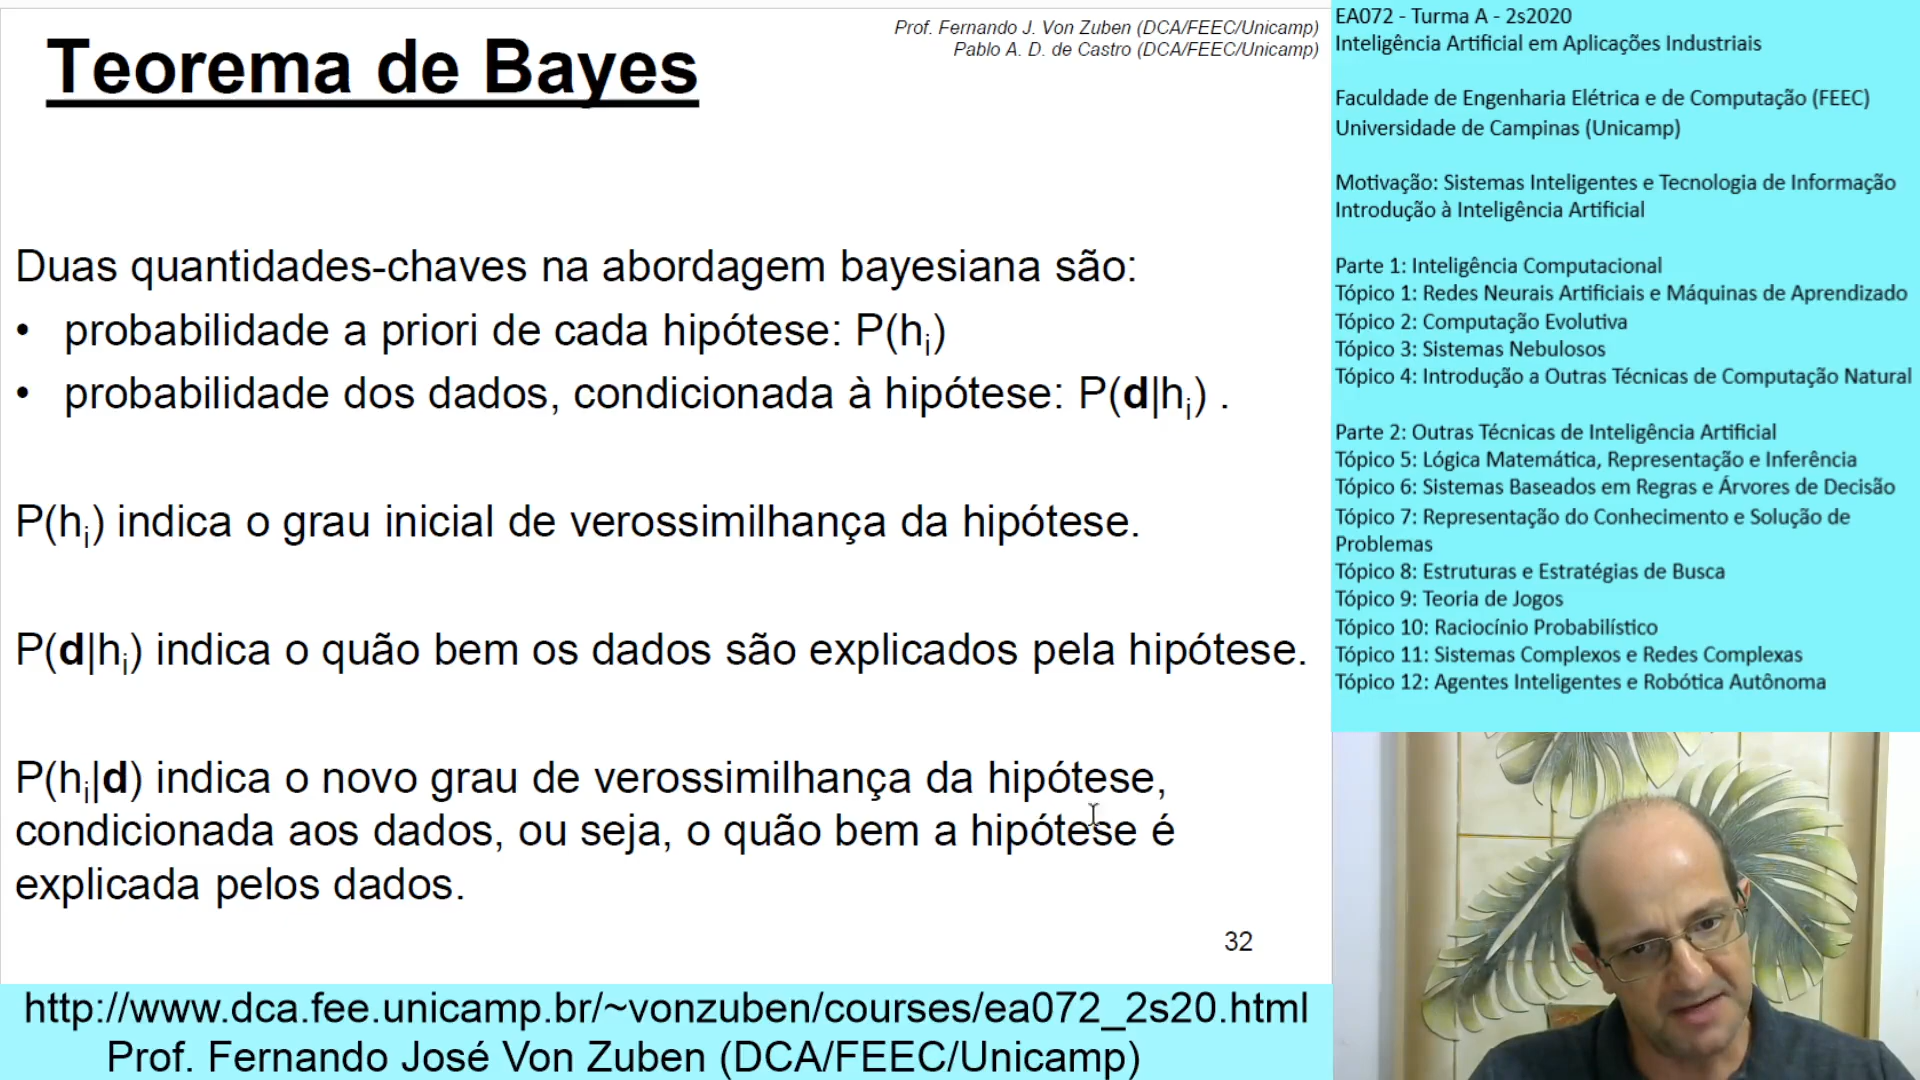 Prof. Fernando J. Von Zuben (DCA/FEEC/Unicamp)
Pablo A. D. de Castro (DCA/FEEC/Unicamp)
Teorema de Bayes
Duas quantidades-chaves na abordagem bayesiana são:
• probabilidade a priori de cada hipótese: P(hi)
• probabilidade dos dados, condicionada à hipótese: P(d|hi) .
P(hi) indica o grau inicial de verossimilhança da hipótese.
P(d|hi) indica o quão bem os dados são explicados pela hipótese.
P(hi|d) indica o novo grau de verossimilhança da hipótese,
condicionada aos dados, ou seja, o quão bem a hipótese é
explicada pelos dados.
32
http://www.dca.fee.unicamp.br/~vonzuben/courses/ea072_2s20.html
Prof. Fernando José Von Zuben (DCA/FEEC/Unicamp)
EA072 - Turma A - 2s2020
Inteligência Artificial em Aplicações Industriais
Faculdade de Engenharia Elétrica e de Computação (FEEC)
Universidade de Campinas (Unicamp)
Motivação: Sistemas Inteligentes e Tecnologia de Informação
Introdução à Inteligência Artificial
Parte 1: Inteligência Computacional
Tópico 1: Redes Neurais Artificiais e Máquinas de Aprendizado
Tópico 2: Computação Evolutiva
Tópico 3: Sistemas Nebulosos
Tópico 4: Introdução a Outras Técnicas de Computação Natural
Parte 2: Outras Técnicas de Inteligência Artificial
Tópico 5: Lógica Matemática, Representação e Inferência
Tópico 6: Sistemas Baseados em Regras e Árvores de Decisão
Tópico 7: Representação do Conhecimento e Solução de
Problemas
Tópico 8: Estruturas e Estratégias de Busca
Tópico 9: Teoria de Jogos
Tópico 10: Raciocínio Probabilístico
Tópico 11: Sistemas Complexos e Redes Complexas
Tópico 12: Agentes Inteligentes e Robótica Autônoma